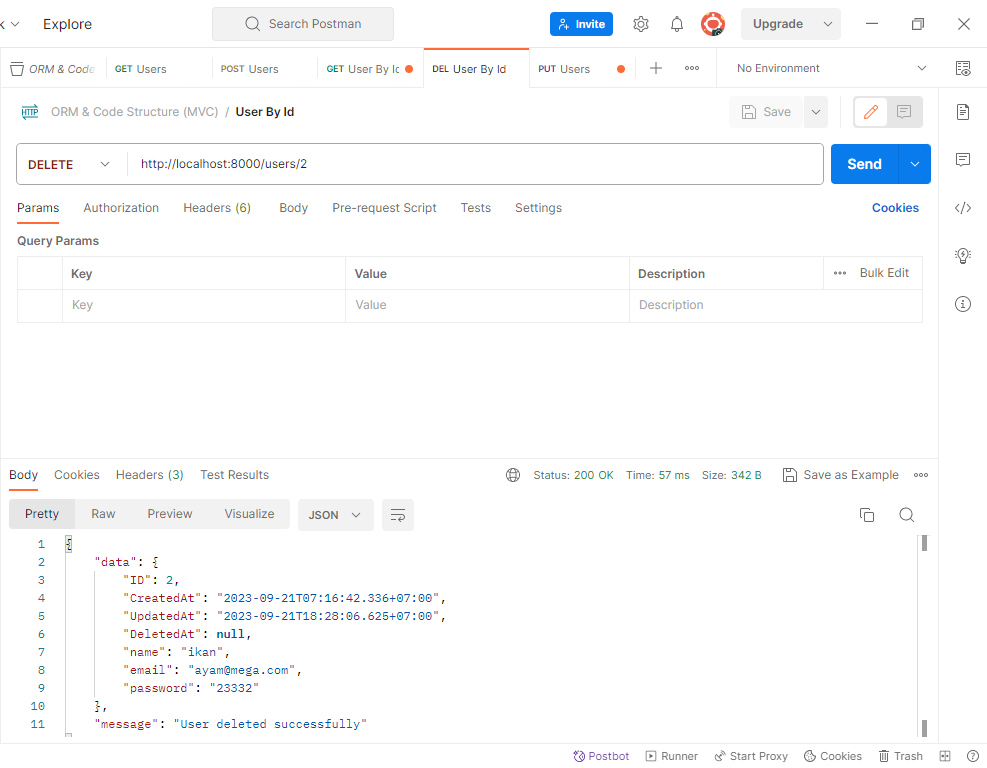 Explore
Search Postman
Invite
Upgrade
ORM & Code
GET Users
POST Users
GET User By Ic
DEL User By Id
PUT Users
No Environment
HTTP
ORM & Code Structure (MVC) / User By Id
Save
DELETE
http://localhost:8000/users/2
Send
Params
Authorization
Headers (6)
Body
Pre-request Script
Tests
Settings
Cookies
Query Params
Key
Value
Description
Bulk Edit
Key
Value
Description
Body
Cookies
Headers (3)
Test Results
Status: 200 OK
Time: 57 ms
Size: 342 B
Save as Example
Pretty
Raw
Preview
Visualize
JSON
1 {
2 "data": {
3 "ID": 2,
4 "CreatedAt": "2023-09-21T07:16:42.336+07:00",
5 "UpdatedAt": "2023-09-21T18:28:06.625+07:00",
6 "DeletedAt": null,
7 "name": "ikan",
8 "email": "ayam@mega.com",
9 "password": "23332"
10 },
11 "message": "User deleted successfully"
Postbot
Runner
Start Proxy
Cookies
Trash